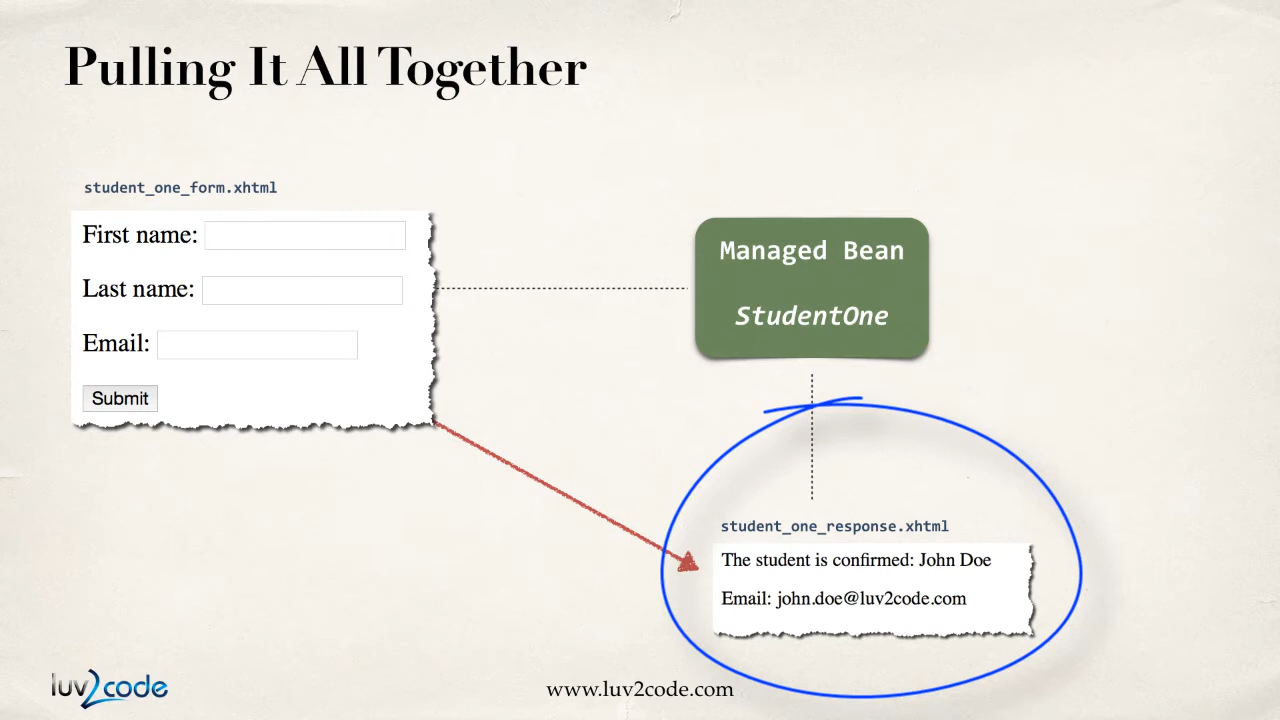 Pulling It All Together
student_one_form.xhtml
First name:
Last name:
Email:
Submit
Managed Bean
StudentOne
student_one_response.xhtml
The student is confirmed: John Doe
Email: john.doe@luv2code.com
luv2code
www.luv2code.com